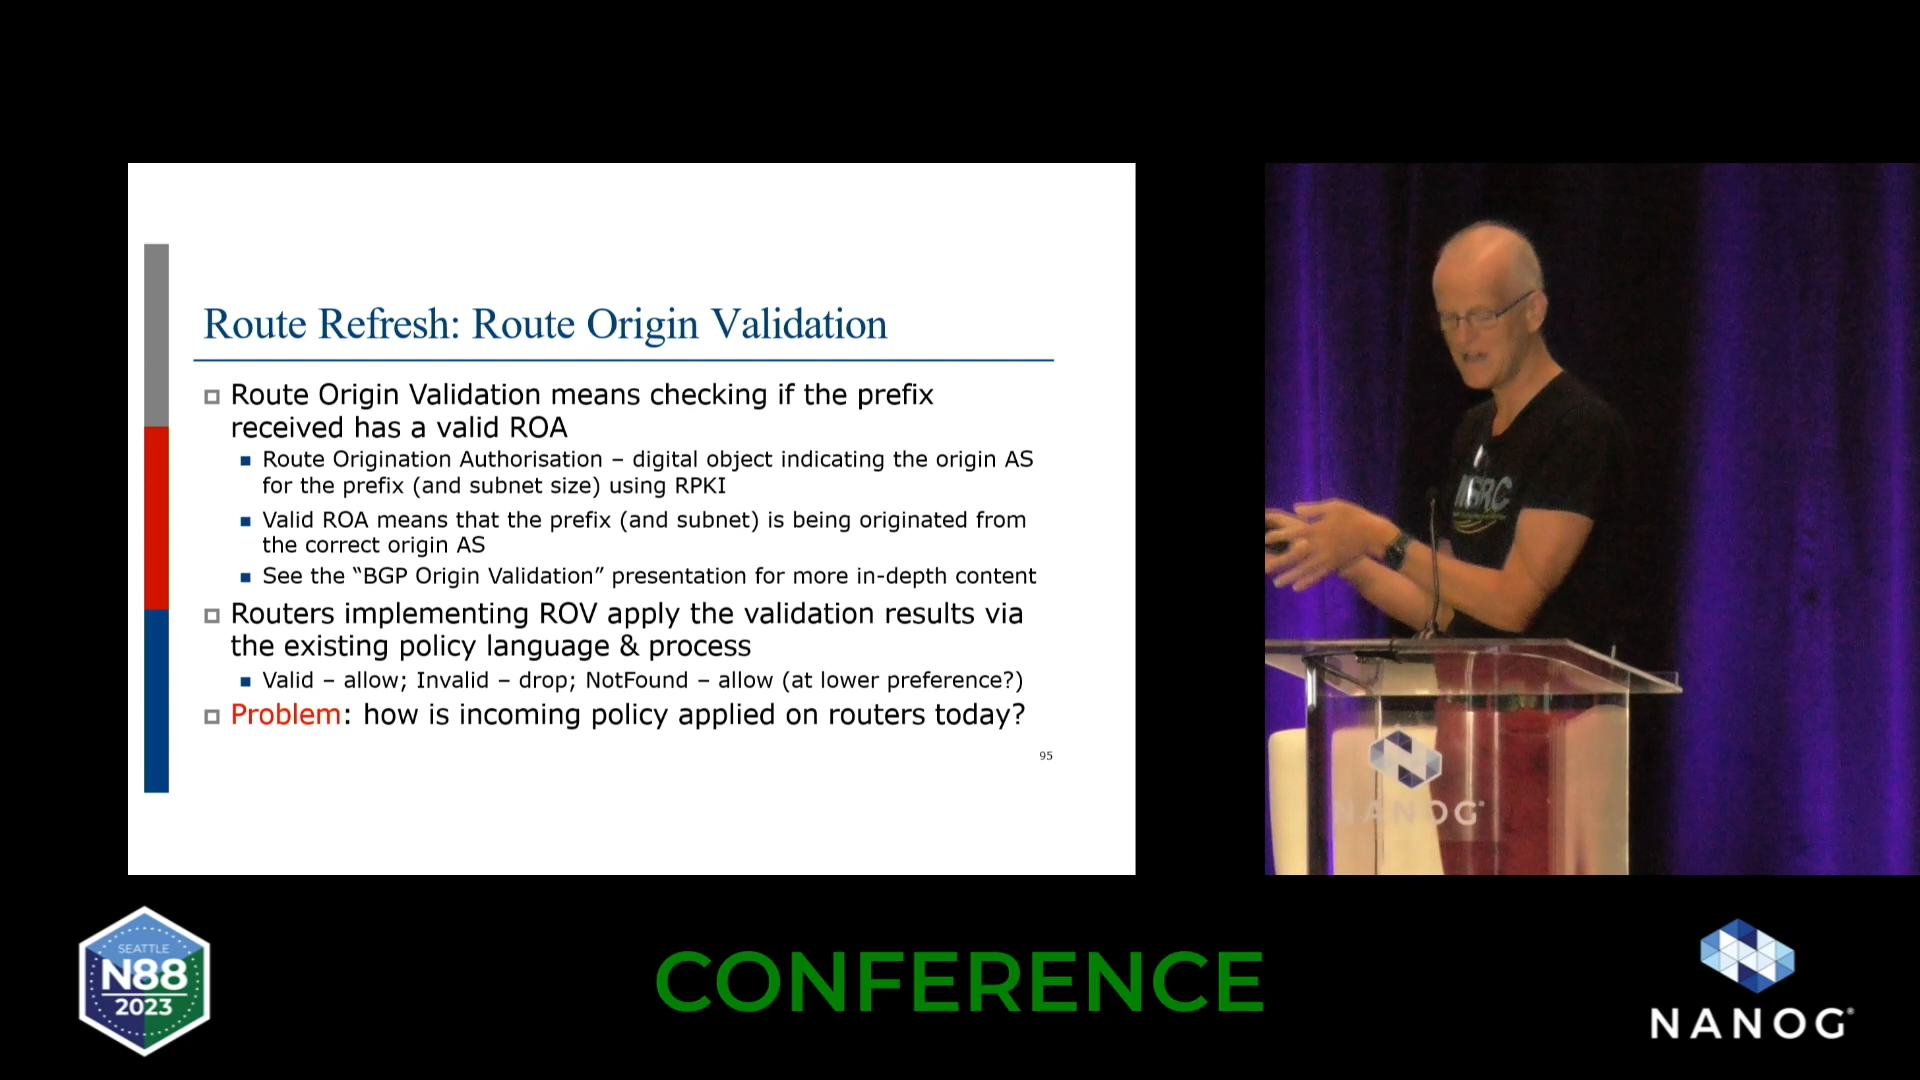 Route Refresh: Route Origin Validation
Route Origin Validation means checking if the prefix
received has a valid ROA
Route Origination Authorisation – digital object indicating the origin AS
for the prefix (and subnet size) using RPKI
Valid ROA means that the prefix (and subnet) is being originated from
the correct origin AS
See the “BGP Origin Validation” presentation for more in-depth content
Routers implementing ROV apply the validation results via
the existing policy language & process
Valid – allow; Invalid – drop; NotFound – allow (at lower preference?)
Problem: how is incoming policy applied on routers today?
95
NSRC
NANOG
SEATTLE
N88
2023
CONFERENCE
NANOG®